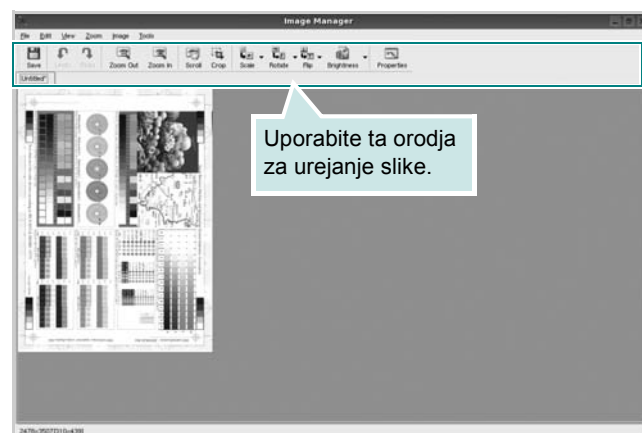 Image Manager
File Edit View Zoom Image Tools
Save Undo Redo Zoom Out Zoom In Scroll Crop Scale Rotate Flip Brightness Properties
Untitled*
Uporabite ta orodja
za urejanje slike.